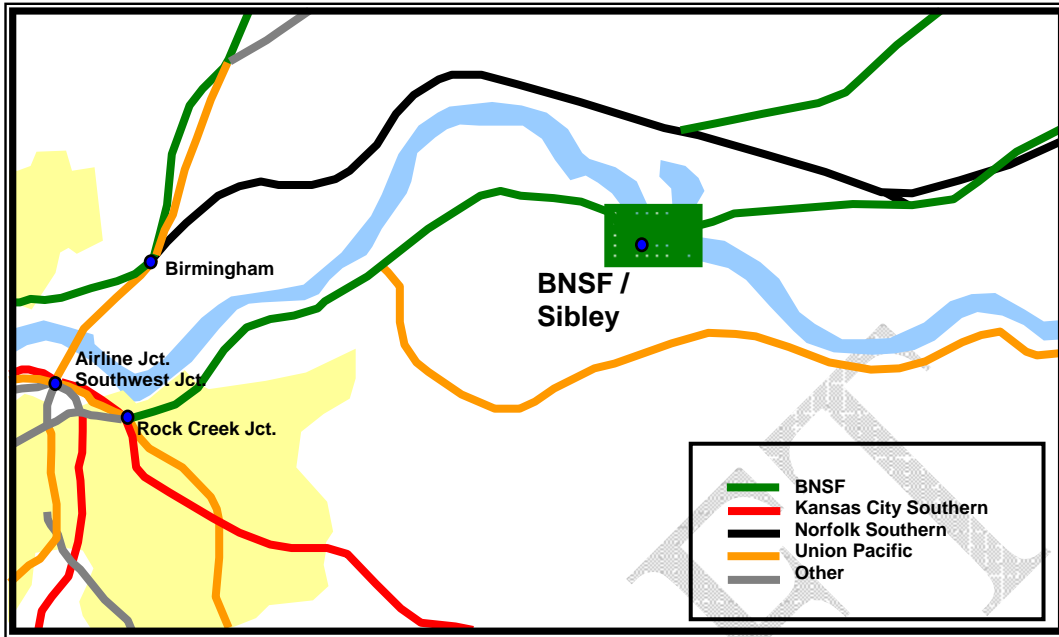 Birmingham
BNSF /
Sibley
Airline Jct.
Southwest Jct.
Rock Creek Jct.
BNSF
Kansas City Southern
Norfolk Southern
Union Pacific
Other